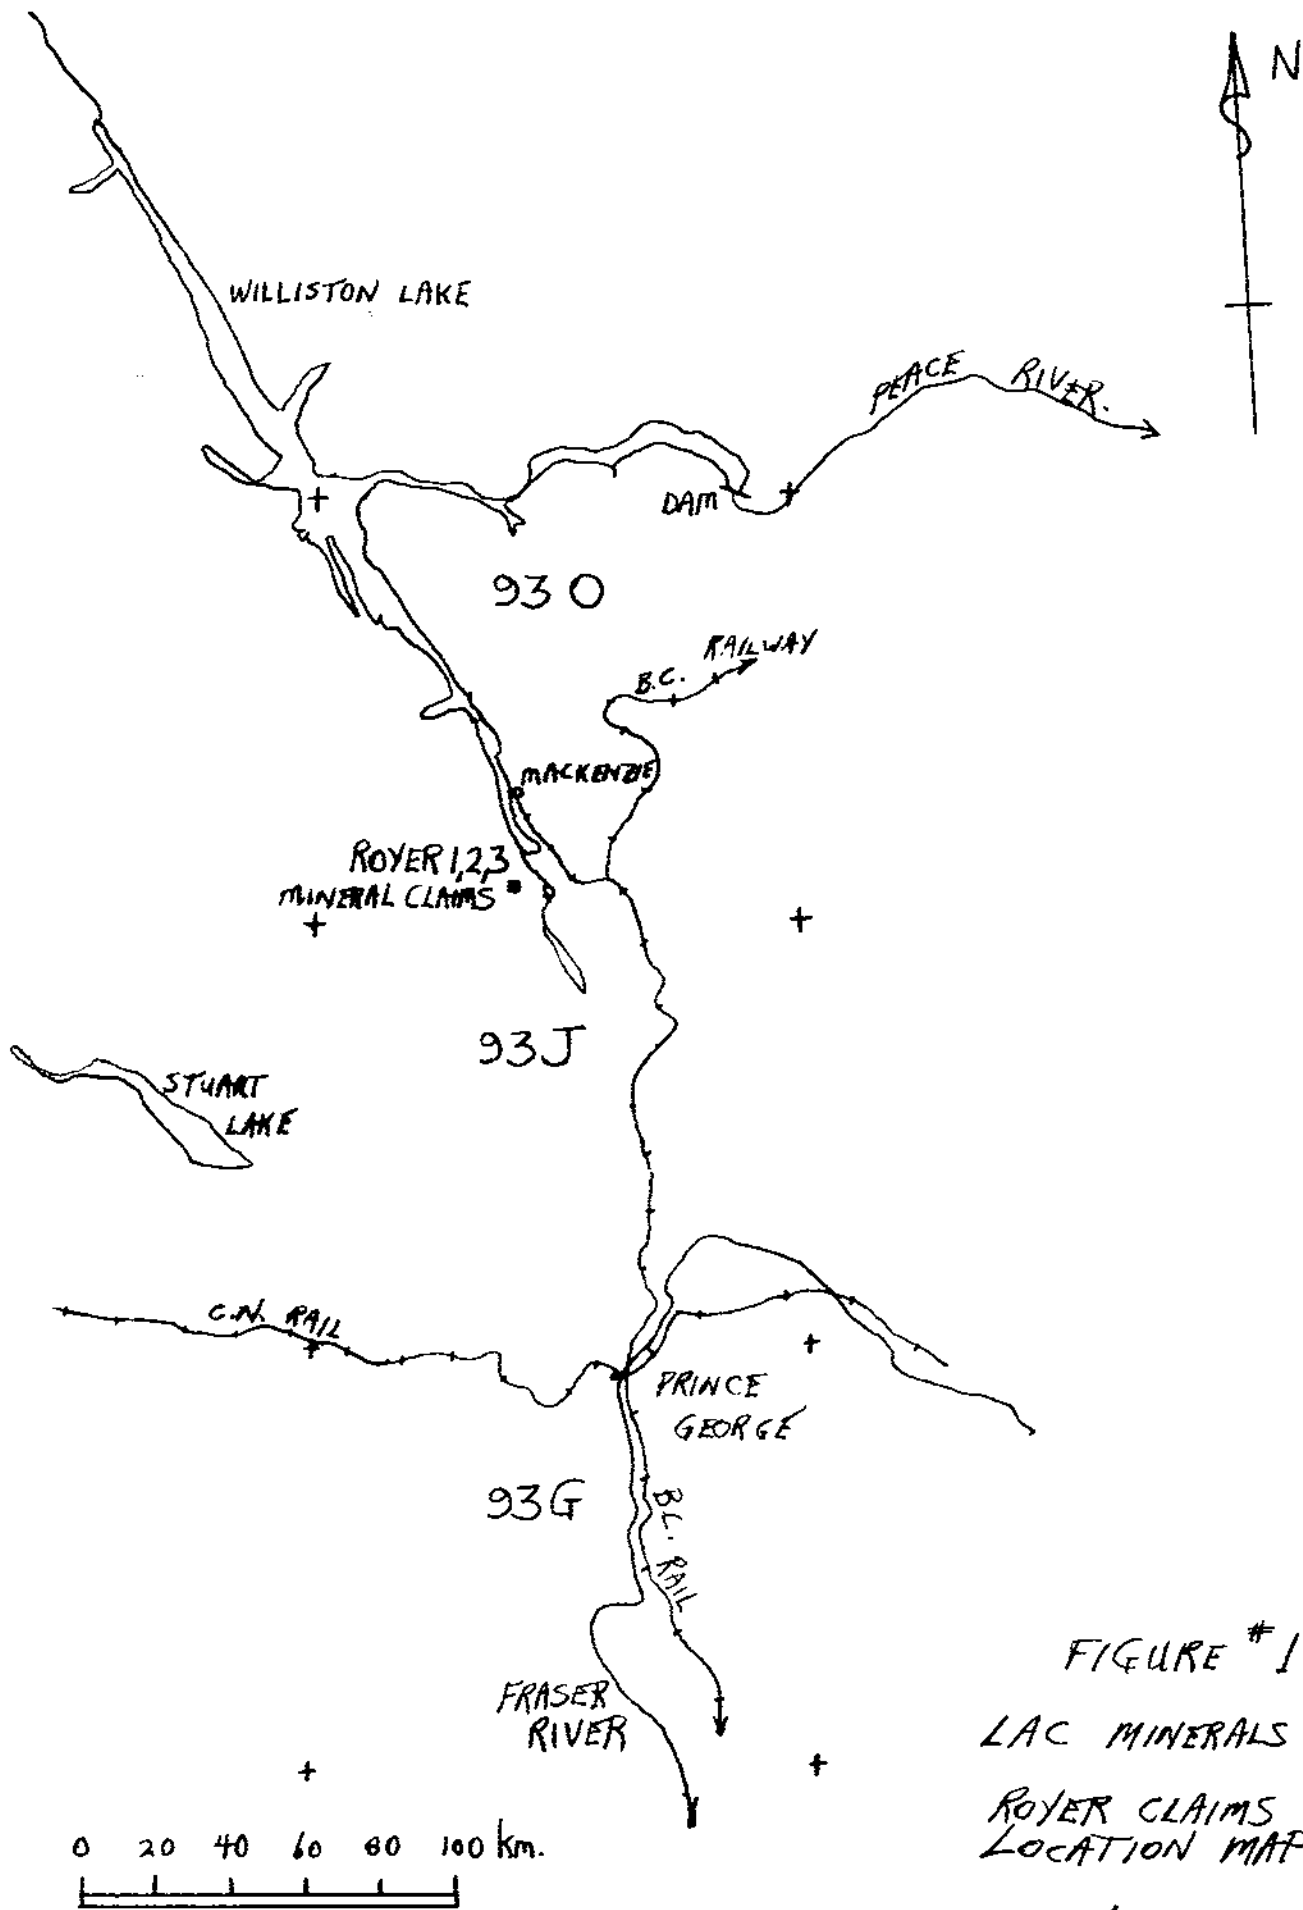 N
WILLISTON LAKE
PEACE RIVER.
DAM
93 O
B.C. RAILWAY
MACKENZIE
ROYER 1,2,3
MINERAL CLAIMS
93J
STUART
LAKE
C.N. RAIL
PRINCE
GEORGE
93G
B.C. RAIL
FRASER
RIVER
FIGURE #1
LAC MINERALS
ROYER CLAIMS
LOCATION MAP
0 20 40 60 80 100 km.